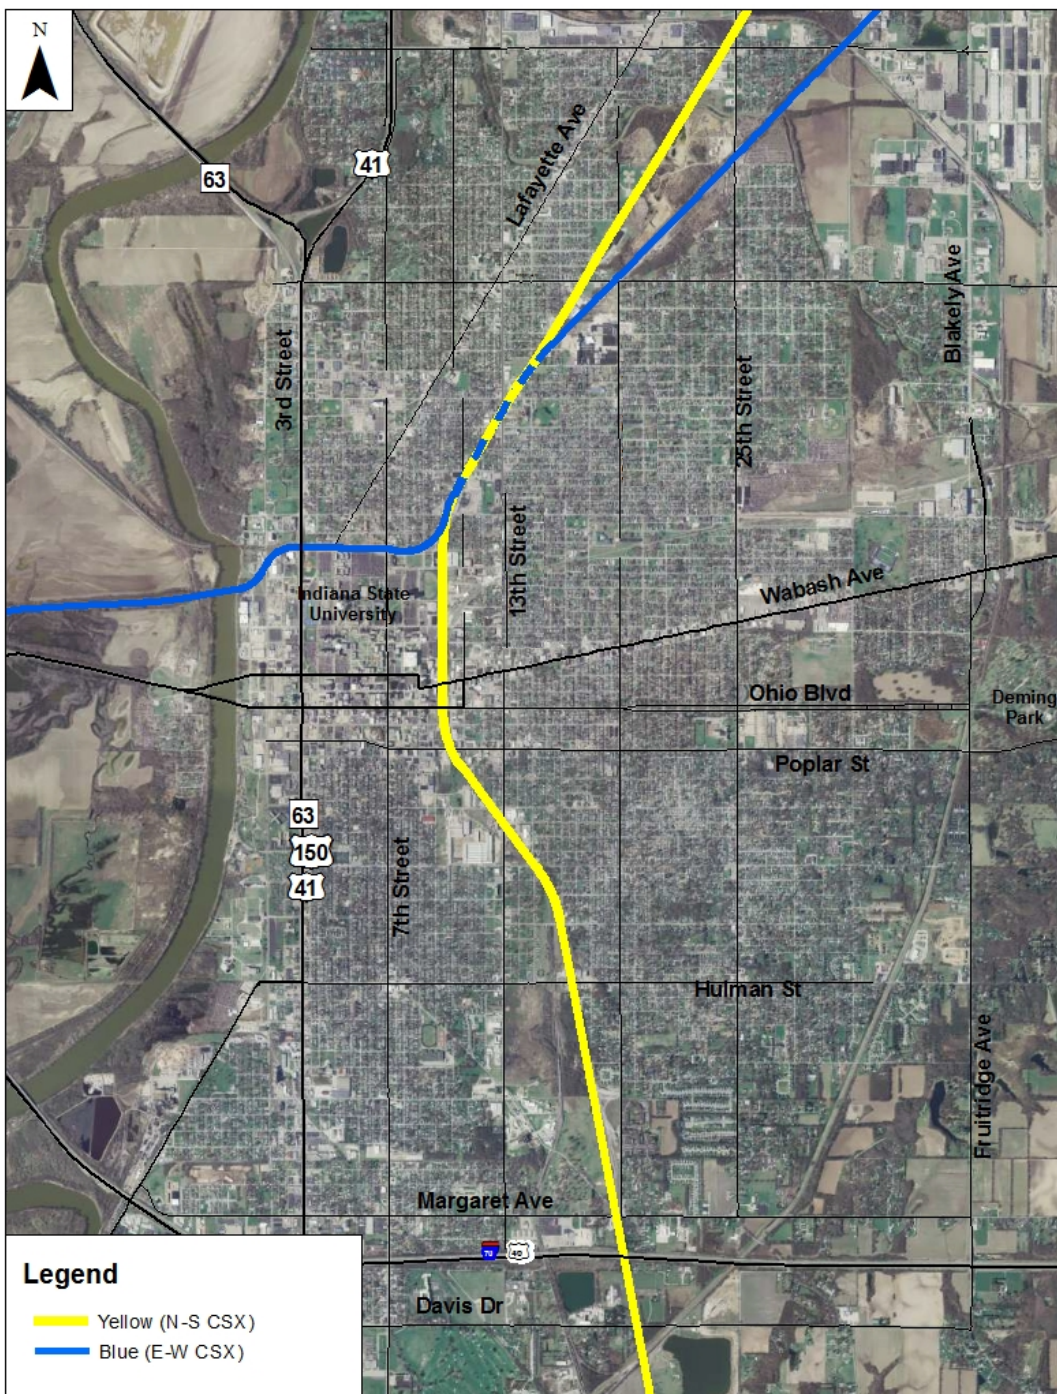 N
63
41
Lafayette Ave
Blakely Ave
3rd Street
25th Street
13th Street
Wabash Ave
Indiana State
University
Ohio Blvd
Deming
Park
Poplar St
63
150
41
7th Street
Hulman St
Fruitridge Ave
Margaret Ave
70
40
Davis Dr
Legend
Yellow (N-S CSX)
Blue (E-W CSX)